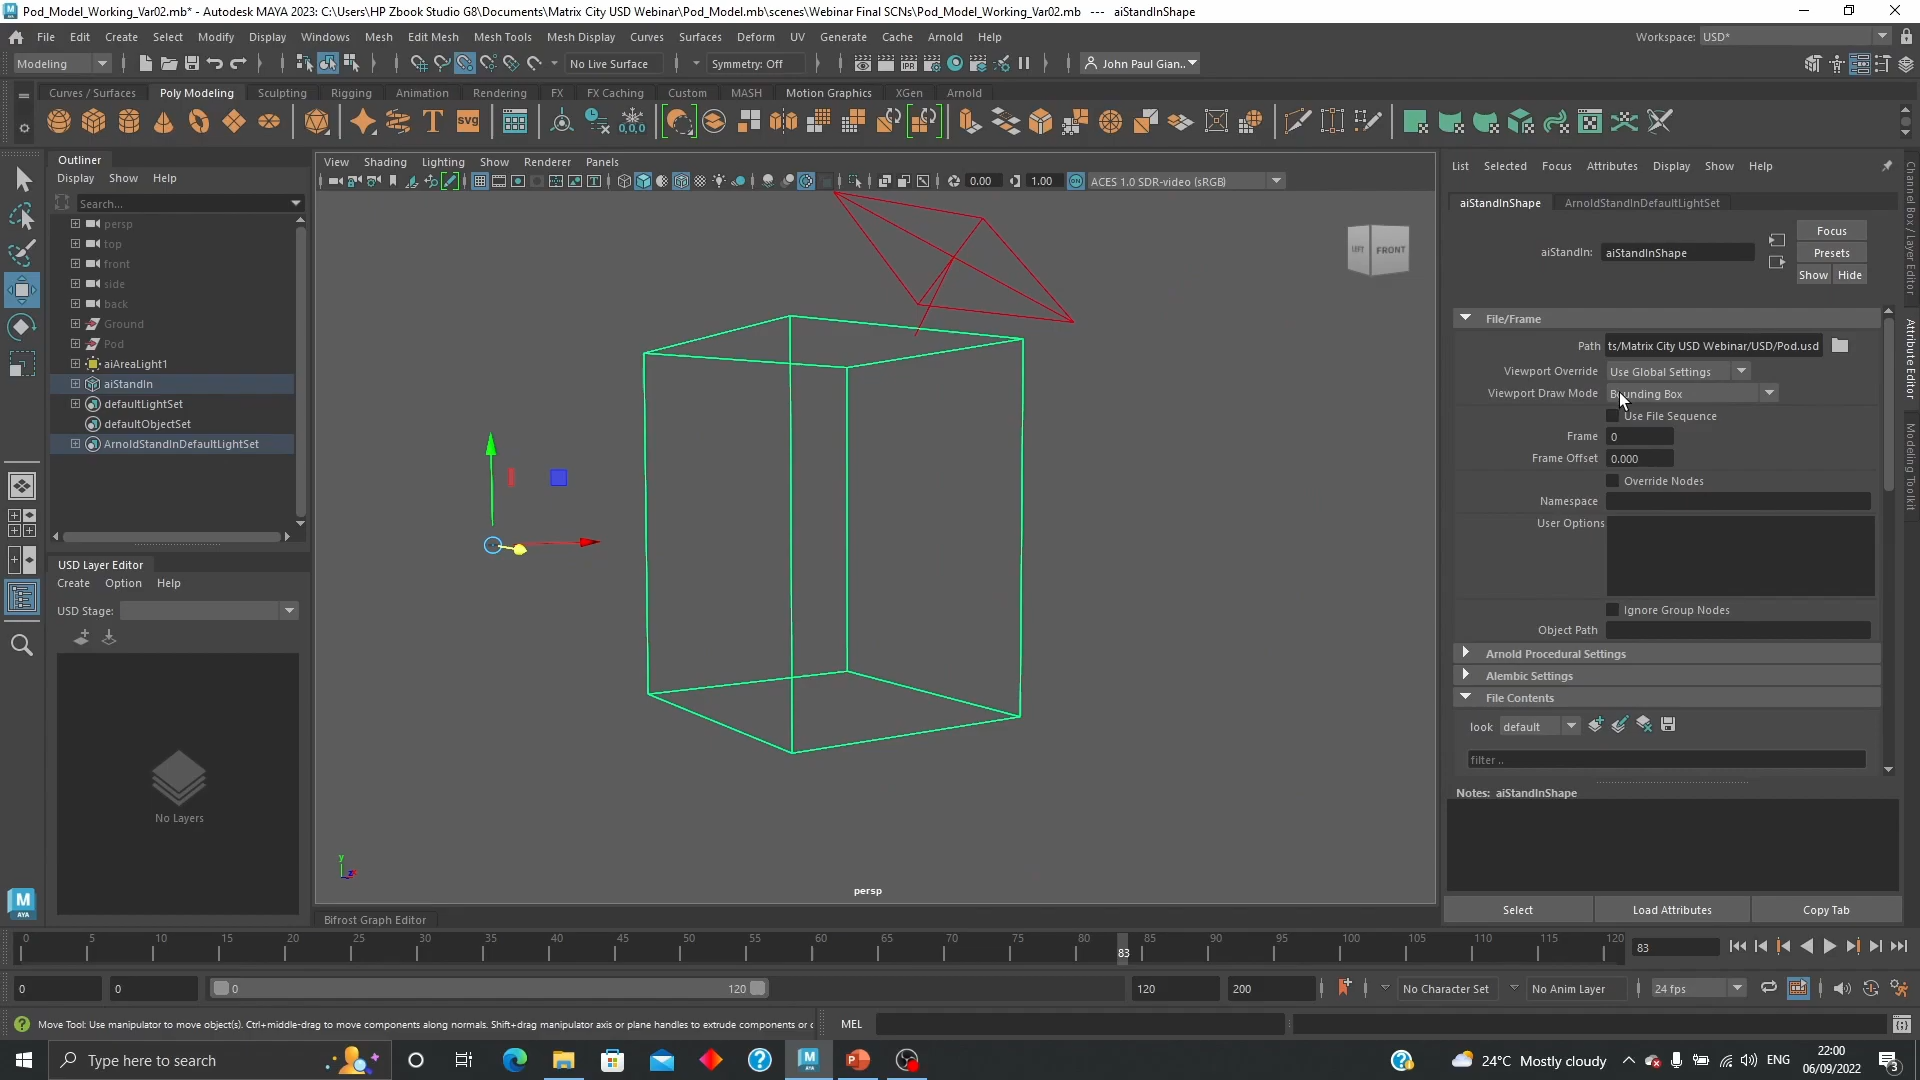 Pod_Model_Working_Var02.mb* - Autodesk MAYA 2023: C:\Users\HP Zbook Studio G8\Documents\Matrix City USD Webinar\Pod_Model.mb\scenes\Webinar Final SCNs\Pod_Model_Working_Var02.mb --- aiStandInShape
File Edit Create Select Modify Display Windows Mesh Edit Mesh Mesh Tools Mesh Display Curves Surfaces Deform UV Generate Cache Arnold Help
Workspace: USD*
Modeling
No Live Surface
Symmetry: Off
John Paul Gian..
Curves / Surfaces Poly Modeling Sculpting Rigging Animation Rendering FX FX Caching Custom MASH Motion Graphics XGen Arnold
Outliner
Display Show Help
Search...
persp
top
front
side
back
Ground
Pod
aiAreaLight1
aiStandIn
defaultLightSet
defaultObjectSet
ArnoldStandInDefaultLightSet
USD Layer Editor
Create Option Help
USD Stage:
No Layers
View Shading Lighting Show Renderer Panels
0.00 1.00 ACES 1.0 SDR-video (sRGB)
LEFT FRONT
y
persp
Bifrost Graph Editor
List Selected Focus Attributes Display Show Help
aiStandInShape ArnoldStandInDefaultLightSet
aiStandIn: aiStandInShape
Focus
Presets
Show Hide
File/Frame
Path ts/Matrix City USD Webinar/USD/Pod.usd
Viewport Override Use Global Settings
Viewport Draw Mode Bounding Box
Use File Sequence
Frame 0
Frame Offset 0.000
Override Nodes
Namespace
User Options
Ignore Group Nodes
Object Path
Arnold Procedural Settings
Alembic Settings
File Contents
look default
filter ..
Notes: aiStandInShape
Select Load Attributes Copy Tab
Channel Box / Layer Editor
Attribute Editor
Modeling Toolkit
0 5 10 15 20 25 30 35 40 45 50 55 60 65 70 75 80 83 85 90 95 100 105 110 115 120
83
0 0 0 120 120 200 No Character Set No Anim Layer 24 fps
Move Tool: Use manipulator to move object(s). Ctrl+middle-drag to move components along normals. Shift+drag manipulator axis or plane handles to extrude components or c
MEL
Type here to search
24°C Mostly cloudy
ENG
22:00
06/09/2022
3